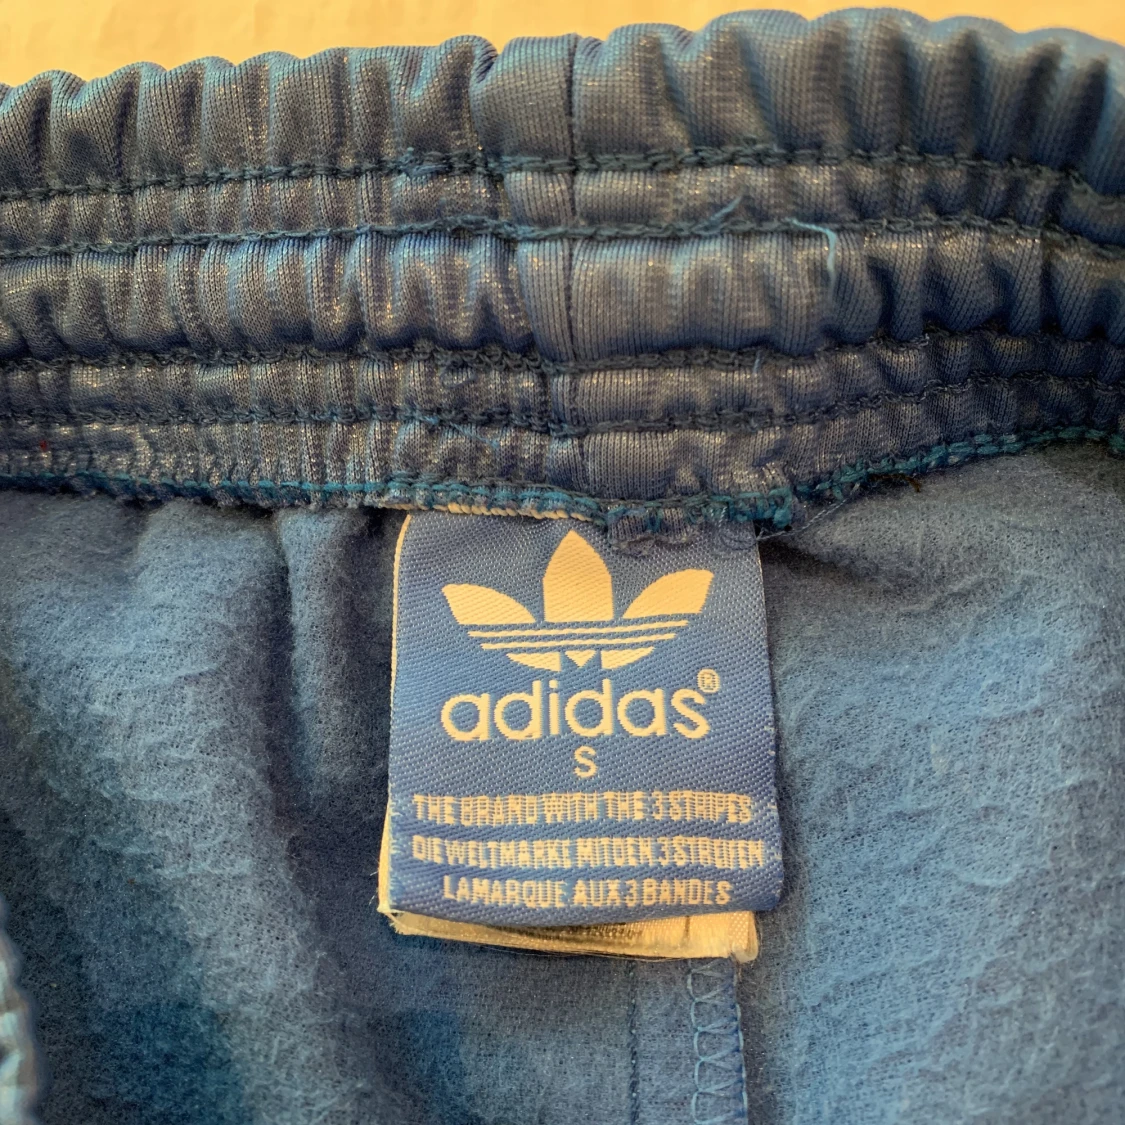 adidas®
S
THE BRAND WITH THE 3 STRIPES
DIE WELTMARKE MIT DEN 3 STREIFEN
LA MARQUE AUX 3 BANDES